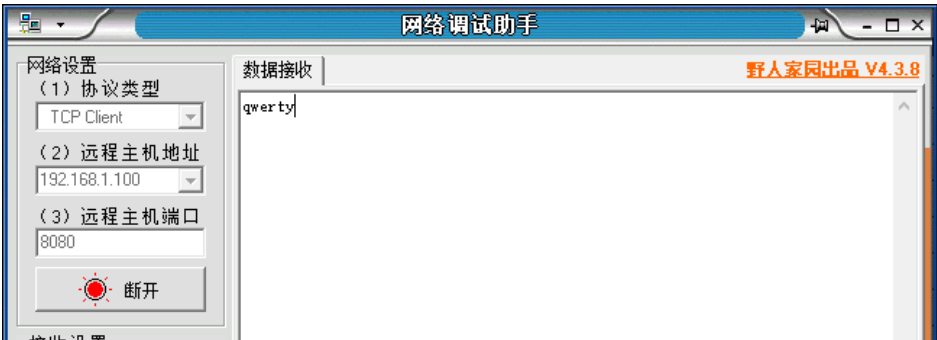 网络调试助手
网络设置
（1）协议类型
TCP Client
（2）远程主机地址
192.168.1.100
（3）远程主机端口
8080
断开
数据接收
野人家园出品 V4.3.8
qwerty